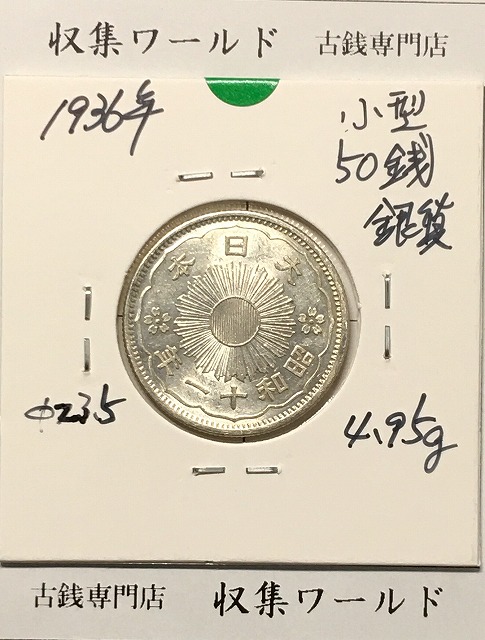 収集ワールド 古銭専門店
1936年
小型
50銭
銀貨
大日本
昭和十一年
φ23.5
4.95g
古銭専門店 収集ワールド